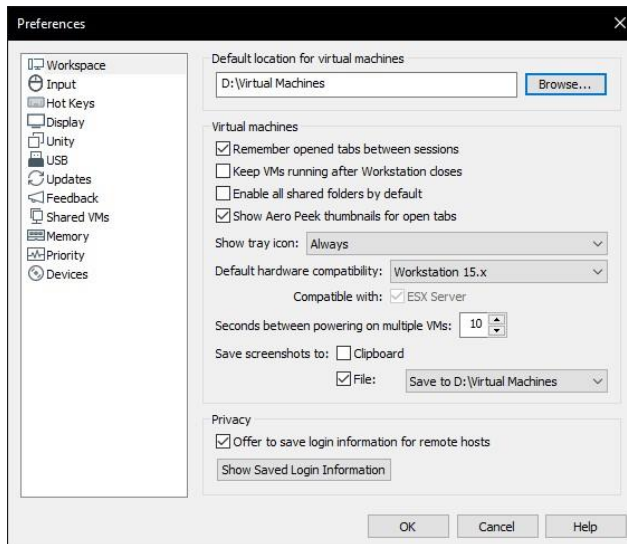 Preferences
Workspace
Input
Hot Keys
Display
Unity
USB
Updates
Feedback
Shared VMs
Memory
Priority
Devices
Default location for virtual machines
D:\Virtual Machines
Browse...
Virtual machines
Remember opened tabs between sessions
Keep VMs running after Workstation closes
Enable all shared folders by default
Show Aero Peek thumbnails for open tabs
Show tray icon: Always
Default hardware compatibility: Workstation 15.x
Compatible with: ESX Server
Seconds between powering on multiple VMs: 10
Save screenshots to: Clipboard
File: Save to D:\Virtual Machines
Privacy
Offer to save login information for remote hosts
Show Saved Login Information
OK Cancel Help